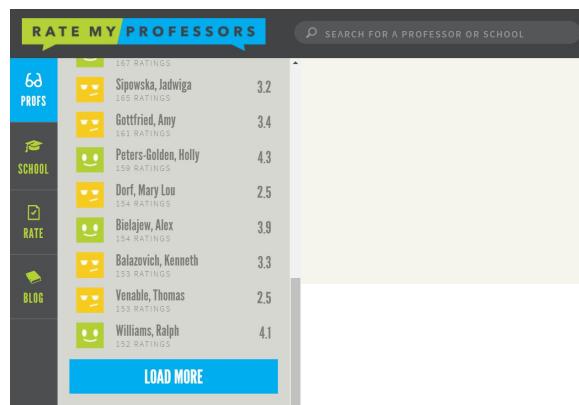 RATE MY PROFESSORS
SEARCH FOR A PROFESSOR OR SCHOOL
PROFS
SCHOOL
RATE
BLOG
167 RATINGS
Sipowska, Jadwiga 3.2
165 RATINGS
Gottfried, Amy 3.4
161 RATINGS
Peters-Golden, Holly 4.3
159 RATINGS
Dorf, Mary Lou 2.5
154 RATINGS
Bielajew, Alex 3.9
154 RATINGS
Balazovich, Kenneth 3.3
153 RATINGS
Venable, Thomas 2.5
153 RATINGS
Williams, Ralph 4.1
152 RATINGS
LOAD MORE